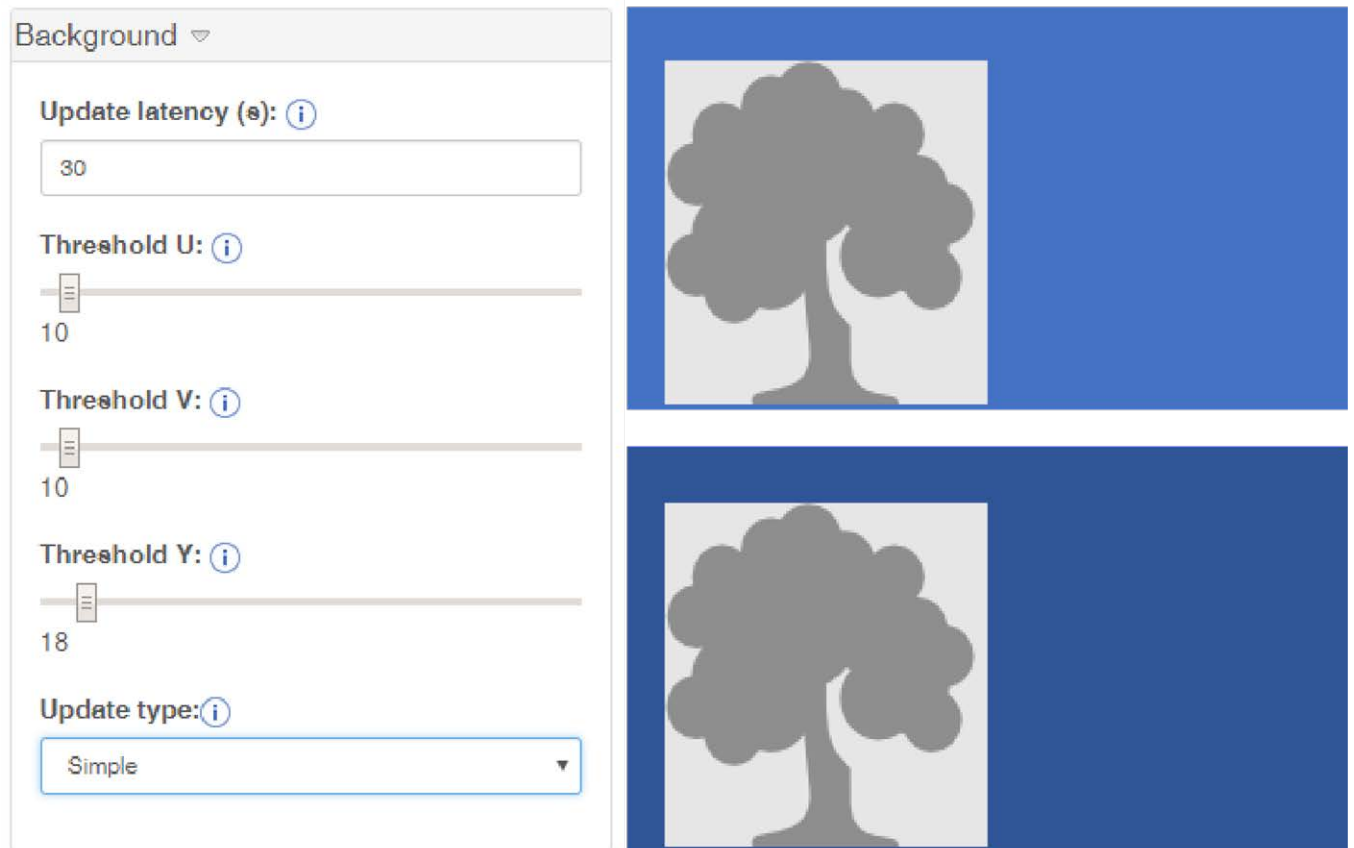 Background
Update latency (s):
30
Threshold U:
10
Threshold V:
10
Threshold Y:
18
Update type:
Simple